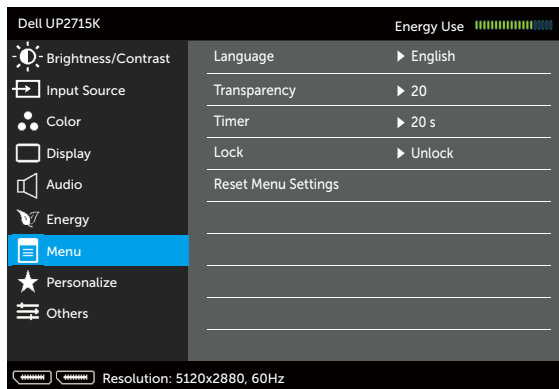 Dell UP2715K
Energy Use
Brightness/Contrast
Input Source
Color
Display
Audio
Energy
Menu
Personalize
Others
Language English
Transparency 20
Timer 20 s
Lock Unlock
Reset Menu Settings
Resolution: 5120x2880, 60Hz